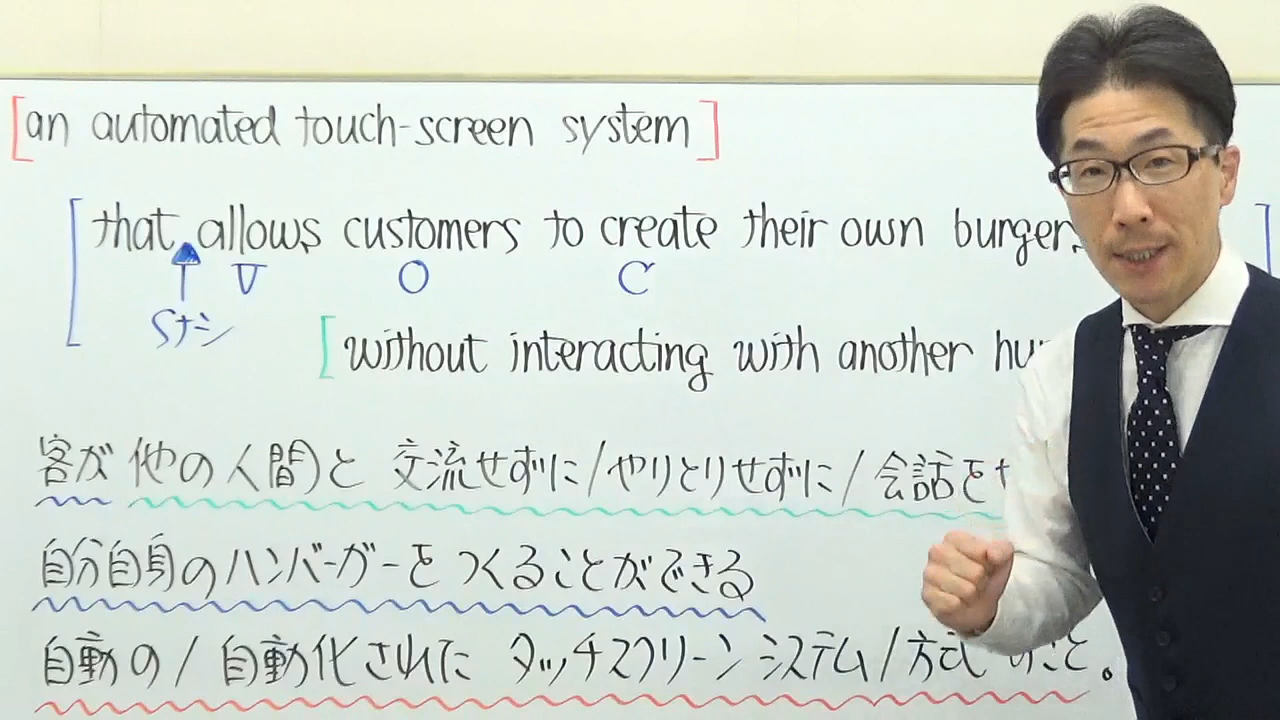 [an automated touch-screen system]
[that allows customers to create their own burgers]
V O C
Sナシ
[without interacting with another
客が 他の人間と 交流せずに/やりとりせずに/会話をせ
自分自身のハンバーガーをつくることができる
自動の/自動化された タッチスクリーンシステム/方式のこと。